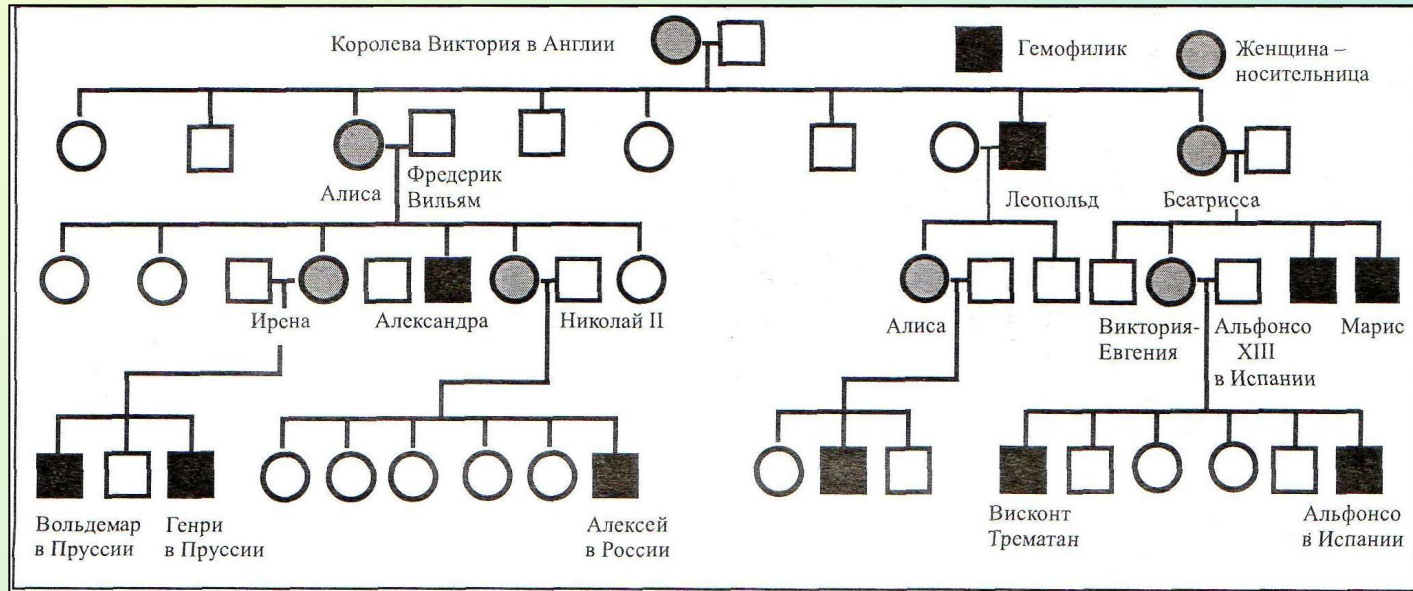 Королева Виктория в Англии
Гемофилик
Женщина –
носительница
Алиса
Фредерик
Вильям
Леопольд
Беатрисса
Ирена
Александра
Николай II
Алиса
Виктория-
Евгения
Альфонсо
XIII
в Испании
Марис
Вольдемар
в Пруссии
Генри
в Пруссии
Алексей
в России
Висконт
Трематан
Альфонсо
в Испании